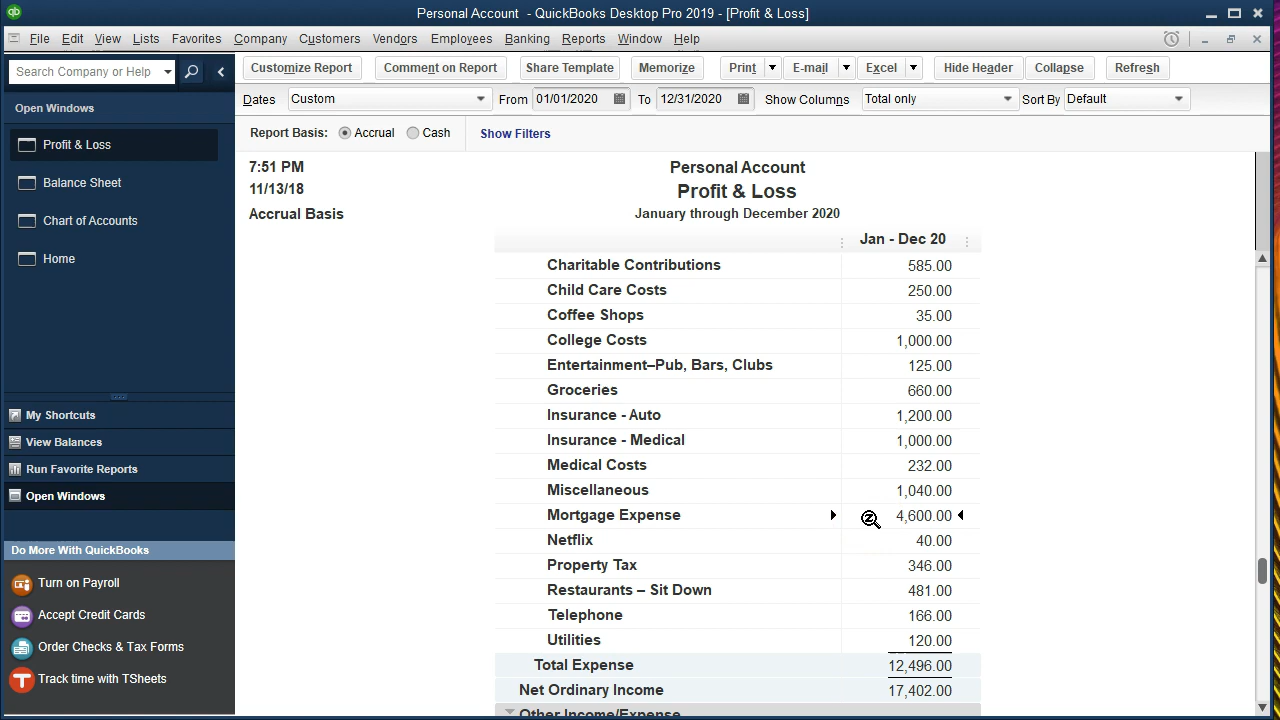 Personal Account - QuickBooks Desktop Pro 2019 - [Profit & Loss]
File Edit View Lists Favorites Company Customers Vendors Employees Banking Reports Window Help
Search Company or Help
Customize Report Comment on Report Share Template Memorize Print E-mail Excel Hide Header Collapse Refresh
Open Windows
Dates Custom From 01/01/2020 To 12/31/2020 Show Columns Total only Sort By Default
Report Basis: Accrual Cash Show Filters
Profit & Loss
Balance Sheet
Chart of Accounts
Home
My Shortcuts
View Balances
Run Favorite Reports
Open Windows
Do More With QuickBooks
Turn on Payroll
Accept Credit Cards
Order Checks & Tax Forms
Track time with TSheets
7:51 PM
11/13/18
Accrual Basis
Personal Account
Profit & Loss
January through December 2020
Jan - Dec 20
Charitable Contributions 585.00
Child Care Costs 250.00
Coffee Shops 35.00
College Costs 1,000.00
Entertainment–Pub, Bars, Clubs 125.00
Groceries 660.00
Insurance - Auto 1,200.00
Insurance - Medical 1,000.00
Medical Costs 232.00
Miscellaneous 1,040.00
Mortgage Expense 4,600.00
Netflix 40.00
Property Tax 346.00
Restaurants – Sit Down 481.00
Telephone 166.00
Utilities 120.00
Total Expense 12,496.00
Net Ordinary Income 17,402.00
Other Income/Expense